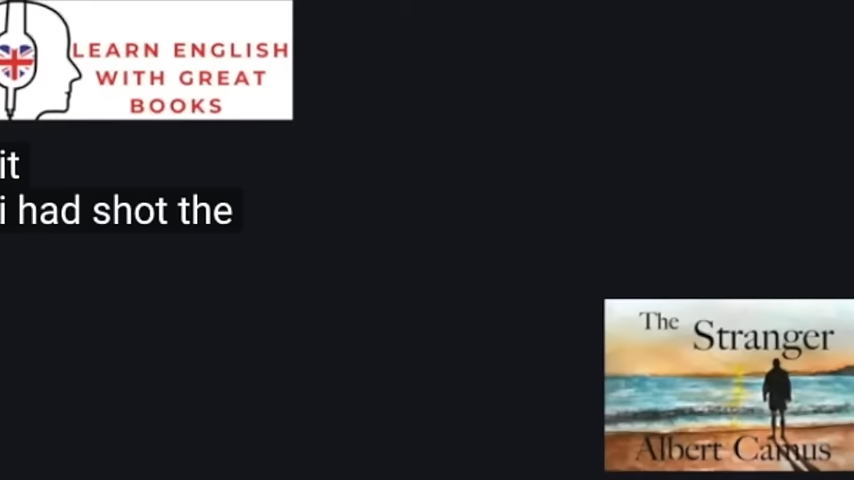 LEARN ENGLISH
WITH GREAT
BOOKS
it
i had shot the
The Stranger
Albert Camus